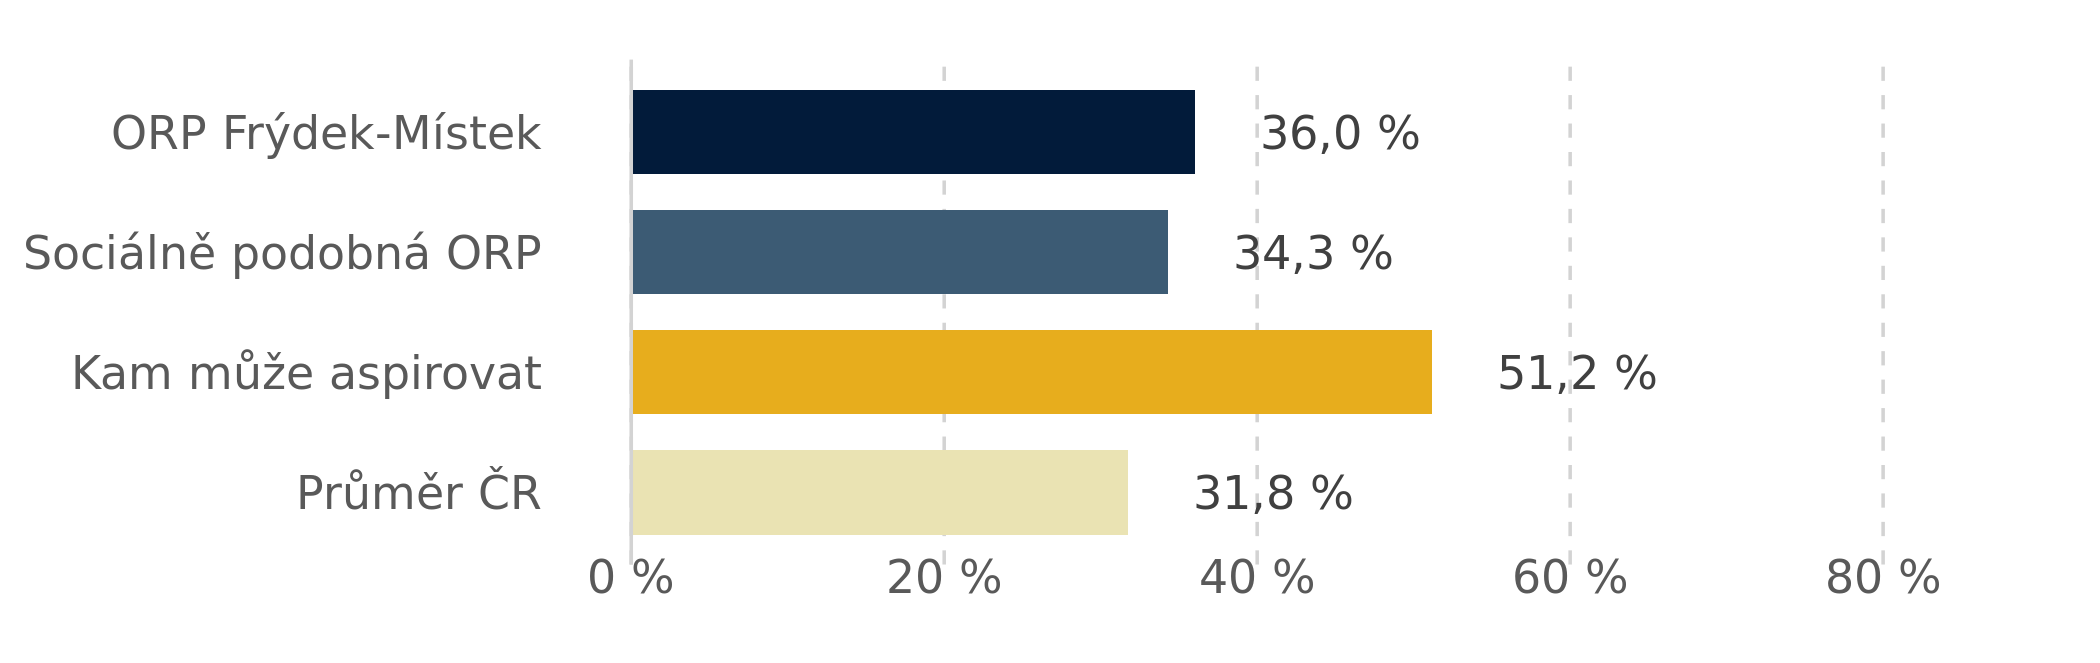 ORP Frýdek-Místek 36,0 %
Sociálně podobná ORP 34,3 %
Kam může aspirovat 51,2 %
Průměr ČR 31,8 %
0 % 20 % 40 % 60 % 80 %